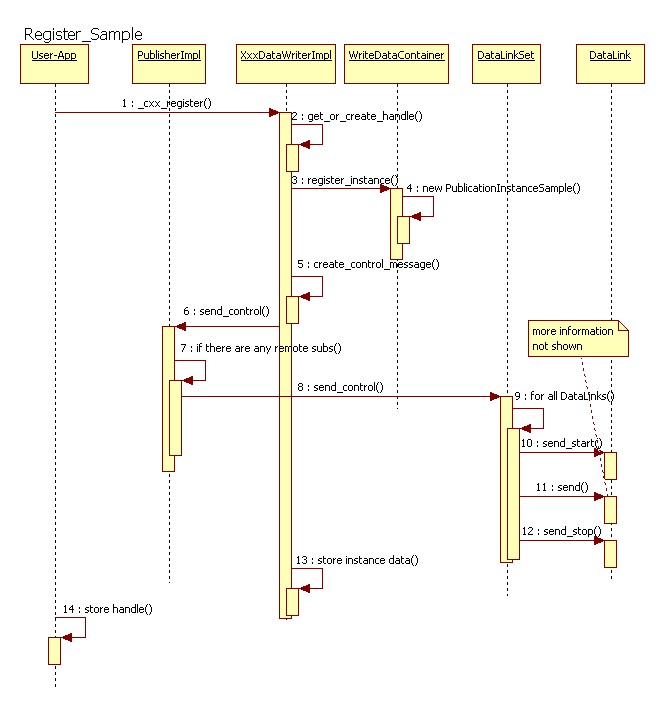 Register_Sample
User-App
PublisherImpl
XxxDataWriterImpl
WriteDataContainer
DataLinkSet
DataLink
1 : _cxx_register()
2 : get_or_create_handle()
3 : register_instance()
4 : new PublicationInstanceSample()
5 : create_control_message()
6 : send_control()
more information
not shown
7 : if there are any remote subs()
8 : send_control()
9 : for all DataLinks()
10 : send_start()
11 : send()
12 : send_stop()
13 : store instance data()
14 : store handle()